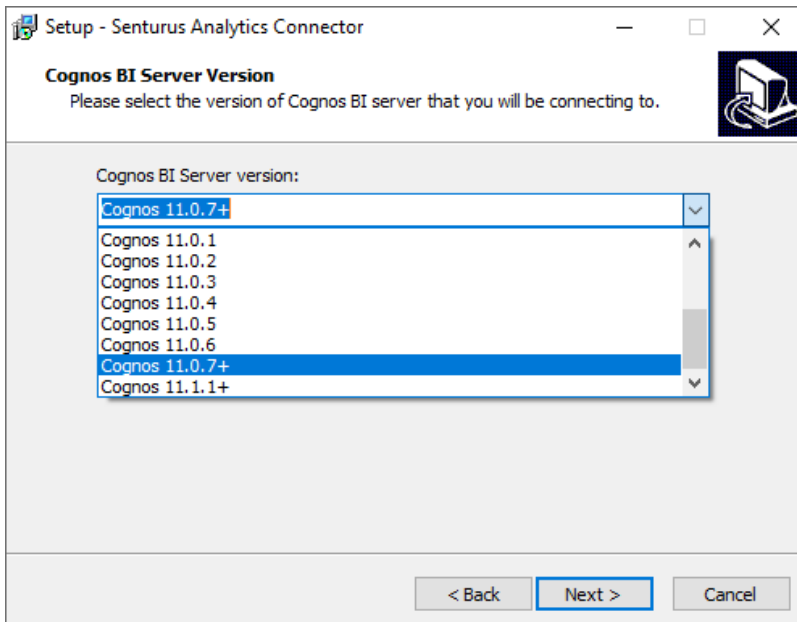 Setup - Senturus Analytics Connector
Cognos BI Server Version
Please select the version of Cognos BI server that you will be connecting to.
Cognos BI Server version:
Cognos 11.0.7+
Cognos 11.0.1
Cognos 11.0.2
Cognos 11.0.3
Cognos 11.0.4
Cognos 11.0.5
Cognos 11.0.6
Cognos 11.0.7+
Cognos 11.1.1+
< Back Next > Cancel